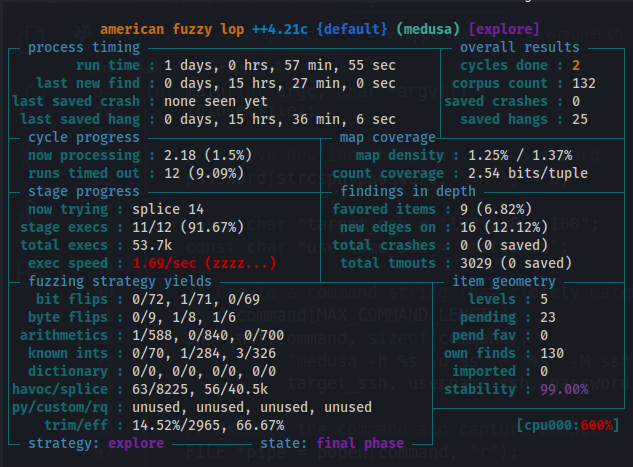 american fuzzy lop ++4.21c {default} (medusa) [explore]
process timing overall results
run time : 1 days, 0 hrs, 57 min, 55 sec cycles done : 2
last new find : 0 days, 15 hrs, 27 min, 0 sec corpus count : 132
last saved crash : none seen yet saved crashes : 0
last saved hang : 0 days, 15 hrs, 36 min, 6 sec saved hangs : 25
cycle progress map coverage
now processing : 2.18 (1.5%) map density : 1.25% / 1.37%
runs timed out : 12 (9.09%) count coverage : 2.54 bits/tuple
stage progress findings in depth
now trying : splice 14 favored items : 9 (6.82%)
stage execs : 11/12 (91.67%) new edges on : 16 (12.12%)
total execs : 53.7k total crashes : 0 (0 saved)
exec speed : 1.69/sec (zzzz...) total tmouts : 3029 (0 saved)
fuzzing strategy yields item geometry
bit flips : 0/72, 1/71, 0/69 levels : 5
byte flips : 0/9, 1/8, 1/6 pending : 23
arithmetics : 1/588, 0/840, 0/700 pend fav : 0
known ints : 0/70, 1/284, 3/326 own finds : 130
dictionary : 0/0, 0/0, 0/0, 0/0 imported : 0
havoc/splice : 63/8225, 56/40.5k stability : 99.00%
py/custom/rq : unused, unused, unused, unused
trim/eff : 14.52%/2965, 66.67% [cpu000:600%]
strategy: explore state: final phase